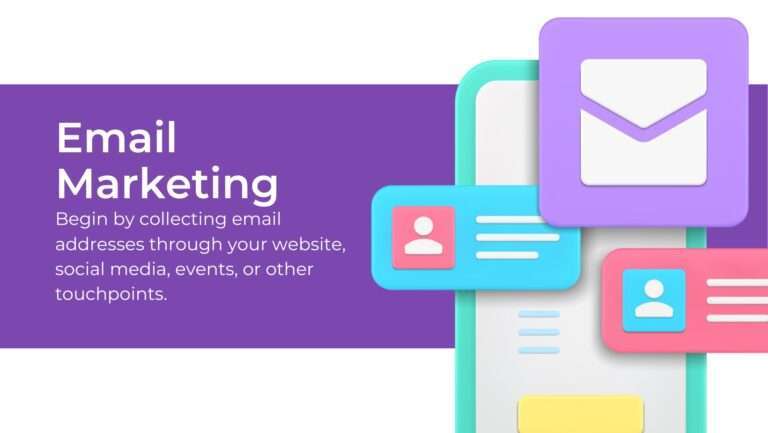 Email
Marketing
Begin by collecting email
addresses through your website,
social media, events, or other
touchpoints.